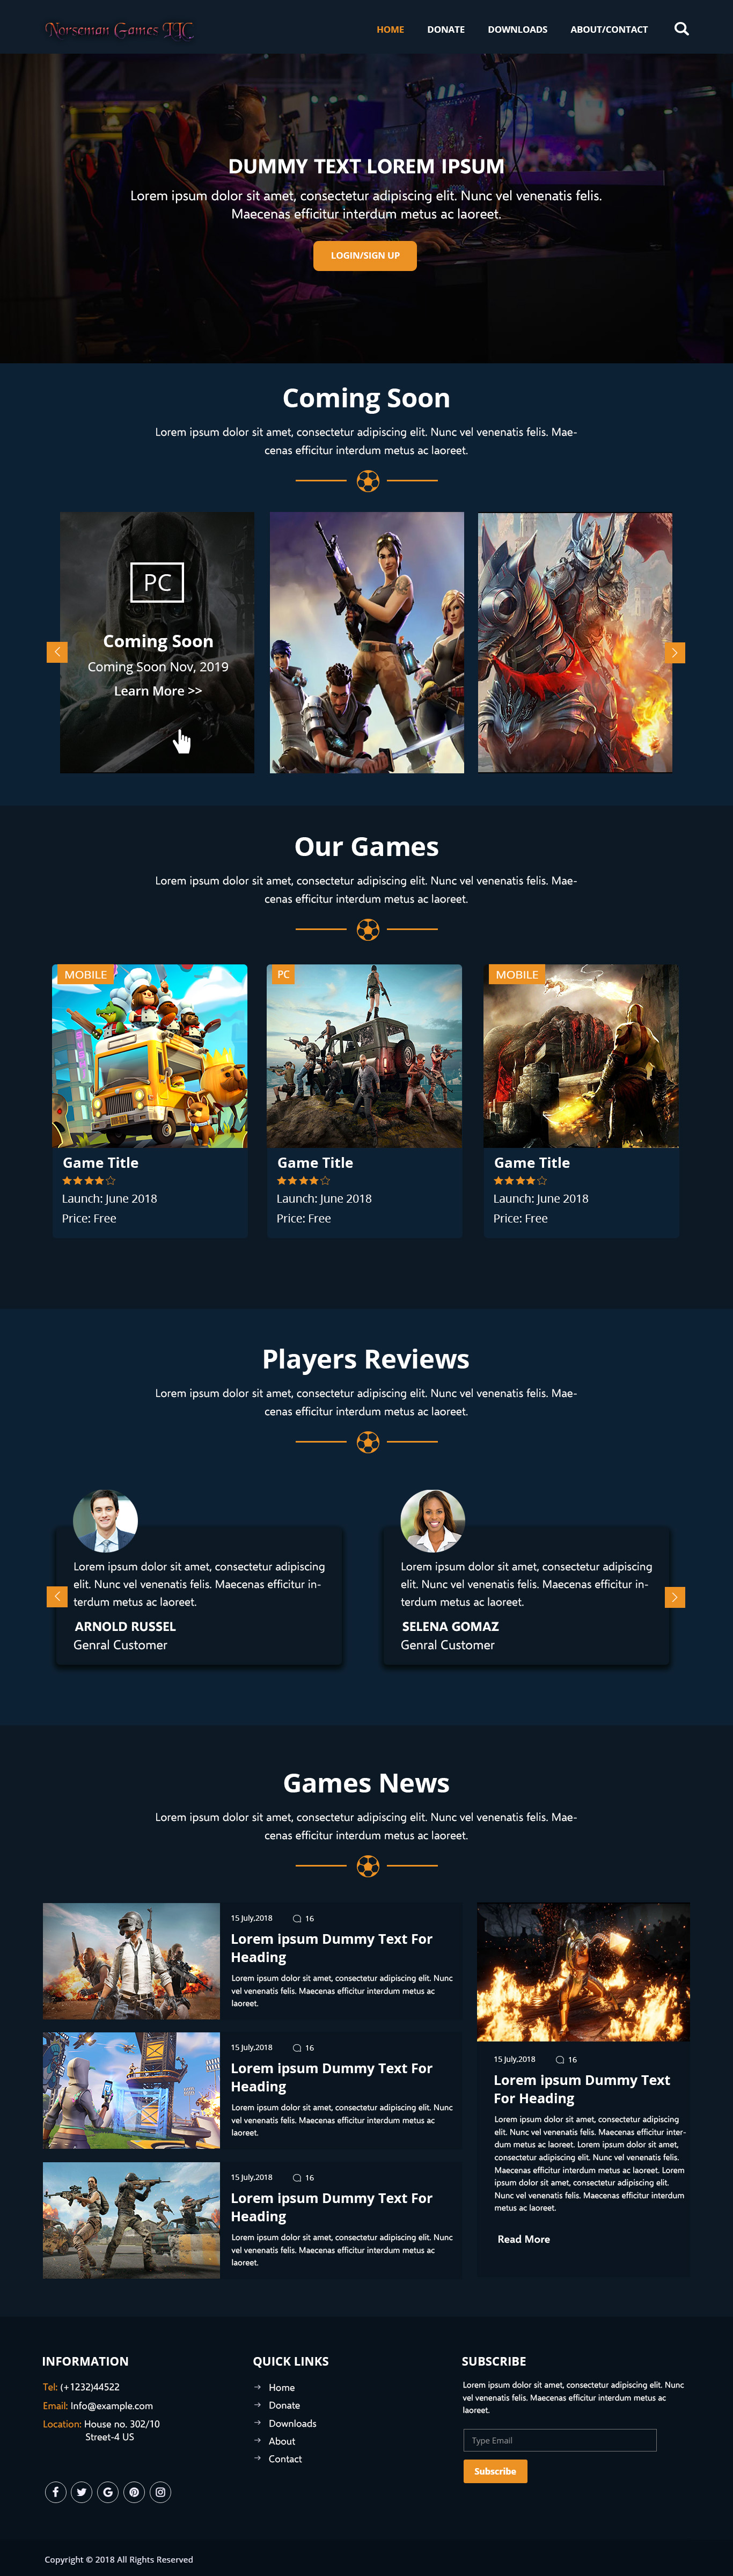 Norseman Games LLC
HOME DONATE DOWNLOADS ABOUT/CONTACT
DUMMY TEXT LOREM IPSUM
Lorem ipsum dolor sit amet, consectetur adipiscing elit. Nunc vel venenatis felis.
Maecenas efficitur interdum metus ac laoreet.
LOGIN/SIGN UP
Coming Soon
Lorem ipsum dolor sit amet, consectetur adipiscing elit. Nunc vel venenatis felis. Mae-
cenas efficitur interdum metus ac laoreet.
PC
Coming Soon
Coming Soon Nov, 2019
Learn More >>
Our Games
Lorem ipsum dolor sit amet, consectetur adipiscing elit. Nunc vel venenatis felis. Mae-
cenas efficitur interdum metus ac laoreet.
MOBILE
Game Title
Launch: June 2018
Price: Free
PC
Game Title
Launch: June 2018
Price: Free
MOBILE
Game Title
Launch: June 2018
Price: Free
Players Reviews
Lorem ipsum dolor sit amet, consectetur adipiscing elit. Nunc vel venenatis felis. Mae-
cenas efficitur interdum metus ac laoreet.
Lorem ipsum dolor sit amet, consectetur adipiscing
elit. Nunc vel venenatis felis. Maecenas efficitur in-
terdum metus ac laoreet.
ARNOLD RUSSEL
Genral Customer
Lorem ipsum dolor sit amet, consectetur adipiscing
elit. Nunc vel venenatis felis. Maecenas efficitur in-
terdum metus ac laoreet.
SELENA GOMAZ
Genral Customer
Games News
Lorem ipsum dolor sit amet, consectetur adipiscing elit. Nunc vel venenatis felis. Mae-
cenas efficitur interdum metus ac laoreet.
15 July,2018 16
Lorem ipsum Dummy Text For
Heading
Lorem ipsum dolor sit amet, consectetur adipiscing elit. Nunc
vel venenatis felis. Maecenas efficitur interdum metus ac
laoreet.
15 July,2018 16
Lorem ipsum Dummy Text For
Heading
Lorem ipsum dolor sit amet, consectetur adipiscing elit. Nunc
vel venenatis felis. Maecenas efficitur interdum metus ac
laoreet.
15 July,2018 16
Lorem ipsum Dummy Text For
Heading
Lorem ipsum dolor sit amet, consectetur adipiscing elit. Nunc
vel venenatis felis. Maecenas efficitur interdum metus ac
laoreet.
15 July,2018 16
Lorem ipsum Dummy Text
For Heading
Lorem ipsum dolor sit amet, consectetur adipiscing
elit. Nunc vel venenatis felis. Maecenas efficitur inter-
dum metus ac laoreet. Lorem ipsum dolor sit amet,
consectetur adipiscing elit. Nunc vel venenatis felis.
Maecenas efficitur interdum metus ac laoreet. Lorem
ipsum dolor sit amet, consectetur adipiscing elit.
Nunc vel venenatis felis. Maecenas efficitur interdum
metus ac laoreet.
Read More
INFORMATION
Tel: (+1232)44522
Email: Info@example.com
Location: House no. 302/10
Street-4 US
QUICK LINKS
Home
Donate
Downloads
About
Contact
SUBSCRIBE
Lorem ipsum dolor sit amet, consectetur adipiscing elit. Nunc
vel venenatis felis. Maecenas efficitur interdum metus ac
laoreet.
Type Email
Subscribe
Copyright © 2018 All Rights Reserved